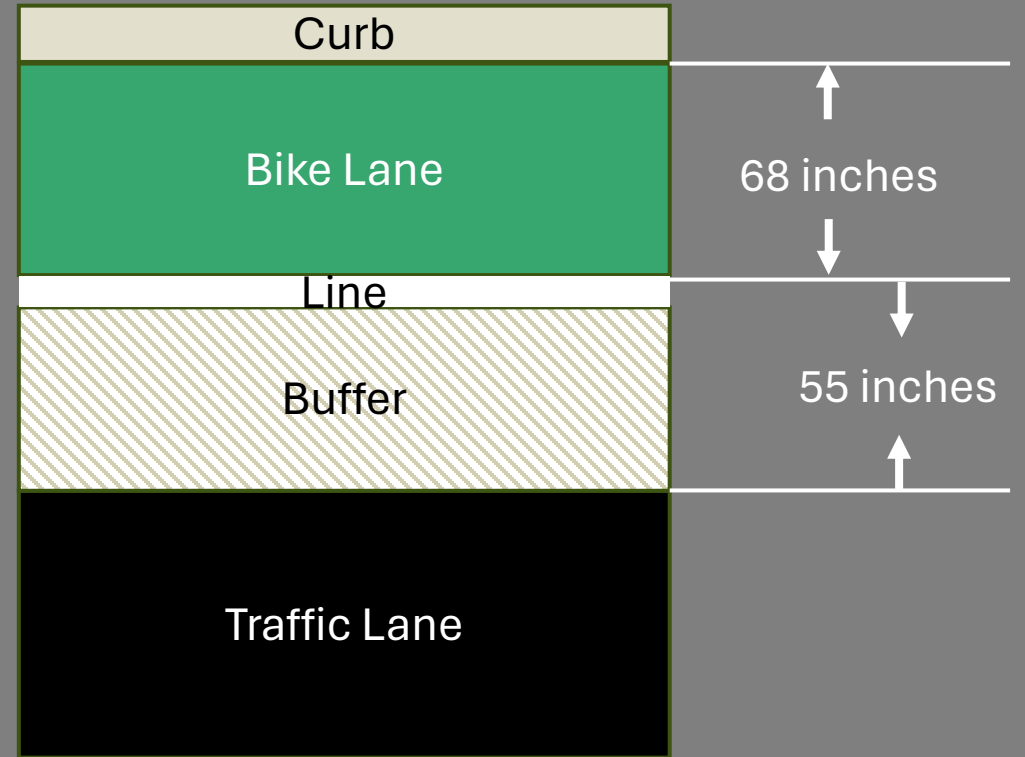 Curb
Bike Lane
68 inches
Line
Buffer
55 inches
Traffic Lane